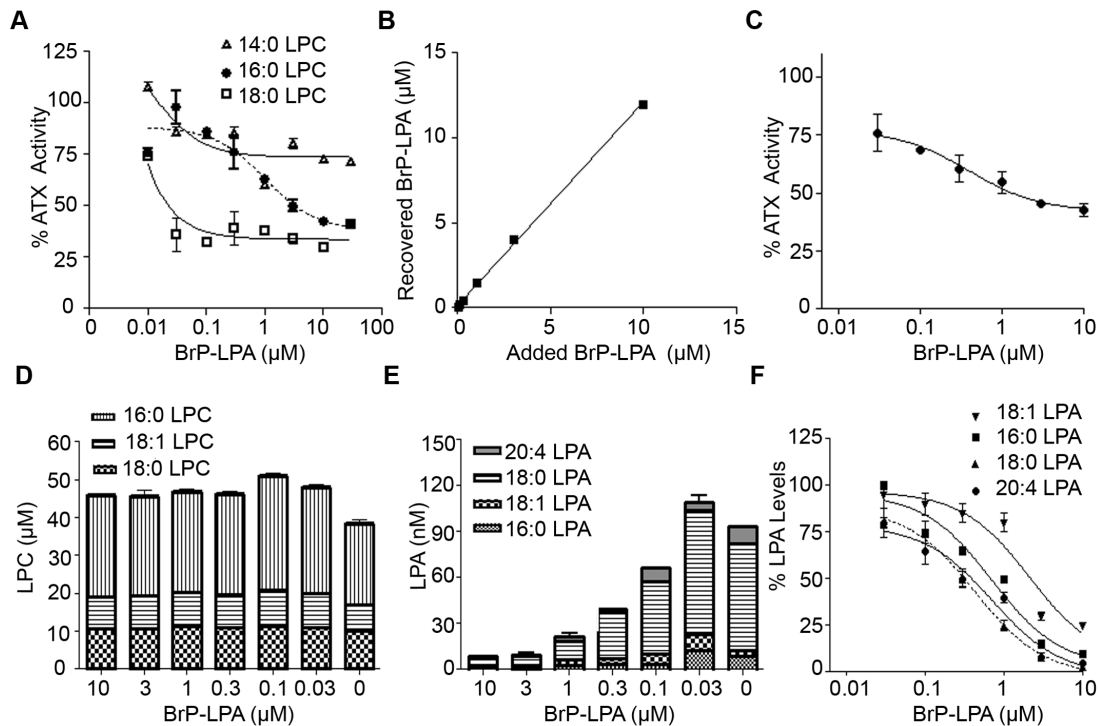 A
14:0 LPC
16:0 LPC
18:0 LPC
125
100
75
50
25
0
% ATX Activity
0
0.01
0.1
1
10
100
BrP-LPA (µM)
B
15
10
5
0
Recovered BrP-LPA (µM)
0
5
10
15
Added BrP-LPA (µM)
C
100
75
50
25
0
% ATX Activity
0.01
0.1
1
10
BrP-LPA (µM)
D
16:0 LPC
18:1 LPC
18:0 LPC
60
50
40
30
20
10
0
LPC (µM)
10
3
1
0.3
0.1
0.03
0
BrP-LPA (µM)
E
20:4 LPA
18:0 LPA
18:1 LPA
16:0 LPA
150
120
90
60
30
0
LPA (nM)
10
3
1
0.3
0.1
0.03
0
BrP-LPA (µM)
F
18:1 LPA
16:0 LPA
18:0 LPA
20:4 LPA
125
100
75
50
25
0
% LPA Levels
0.01
0.1
1
10
BrP-LPA (µM)